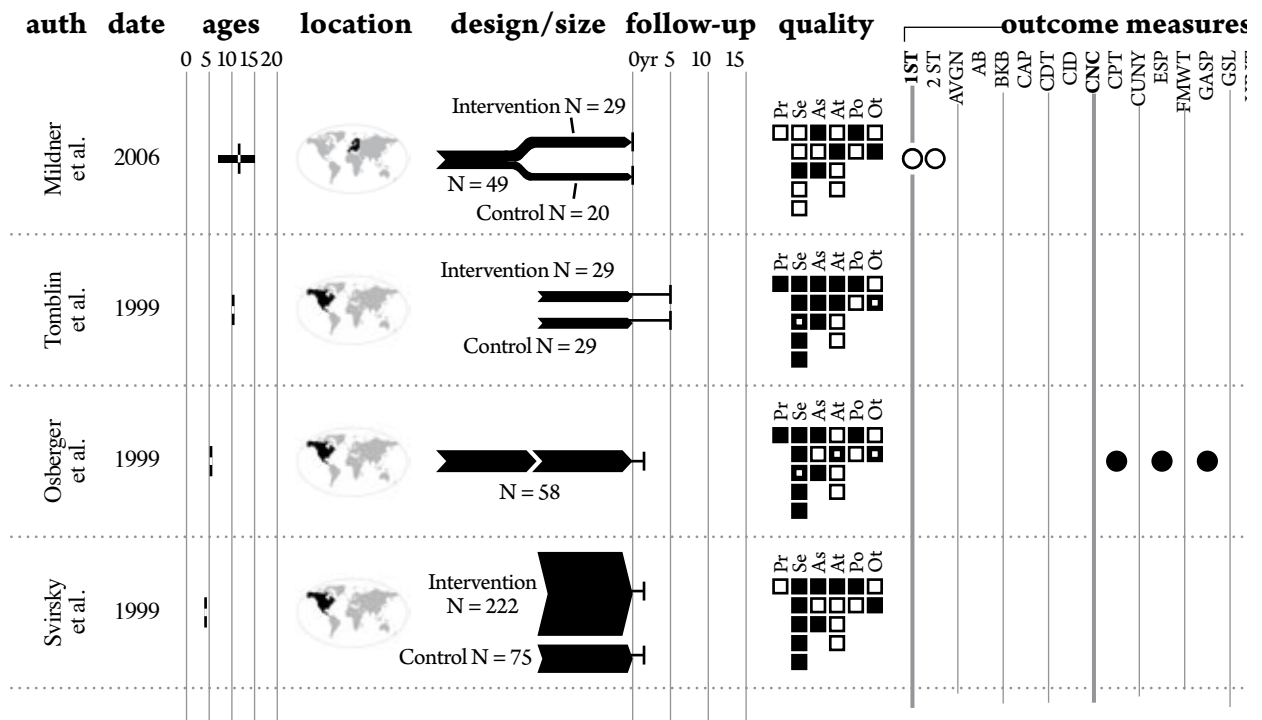 auth date ages location design/size follow-up quality outcome measures
0 5 10 15 20 0yr 5 10 15
1ST 2 ST AVGN AB BKB CAP CDT CID CNC CPT CUNY ESP FMWT GASP GSL
Mildner
et al.
2006
Intervention N = 29
N = 49
Control N = 20
Pr Se As At Po Ot
Tomblin
et al.
1999
Intervention N = 29
Control N = 29
Pr Se As At Po Ot
Osberger
et al.
1999
N = 58
Pr Se As At Po Ot
Svirsky
et al.
1999
Intervention
N = 222
Control N = 75
Pr Se As At Po Ot